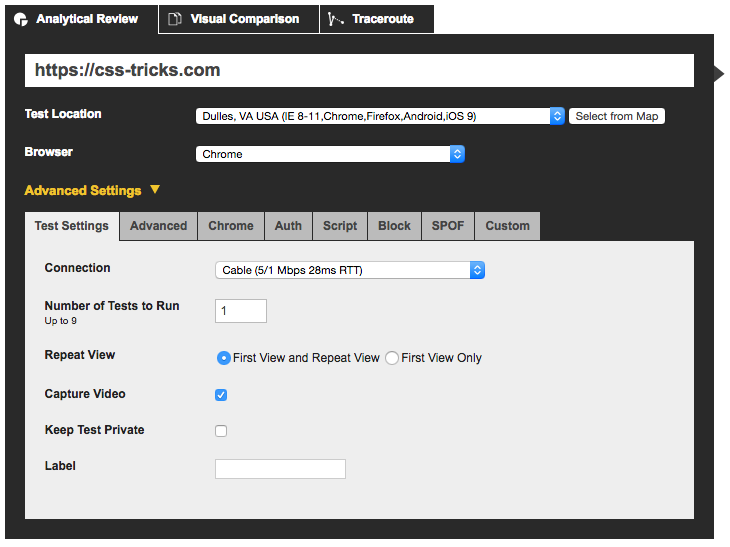 Analytical Review
Visual Comparison
Traceroute
https://css-tricks.com
Test Location
Dulles, VA USA (IE 8-11,Chrome,Firefox,Android,iOS 9)
Select from Map
Browser
Chrome
Advanced Settings ▼
Test Settings
Advanced
Chrome
Auth
Script
Block
SPOF
Custom
Connection
Cable (5/1 Mbps 28ms RTT)
Number of Tests to Run
Up to 9
1
Repeat View
First View and Repeat View
First View Only
Capture Video
Keep Test Private
Label